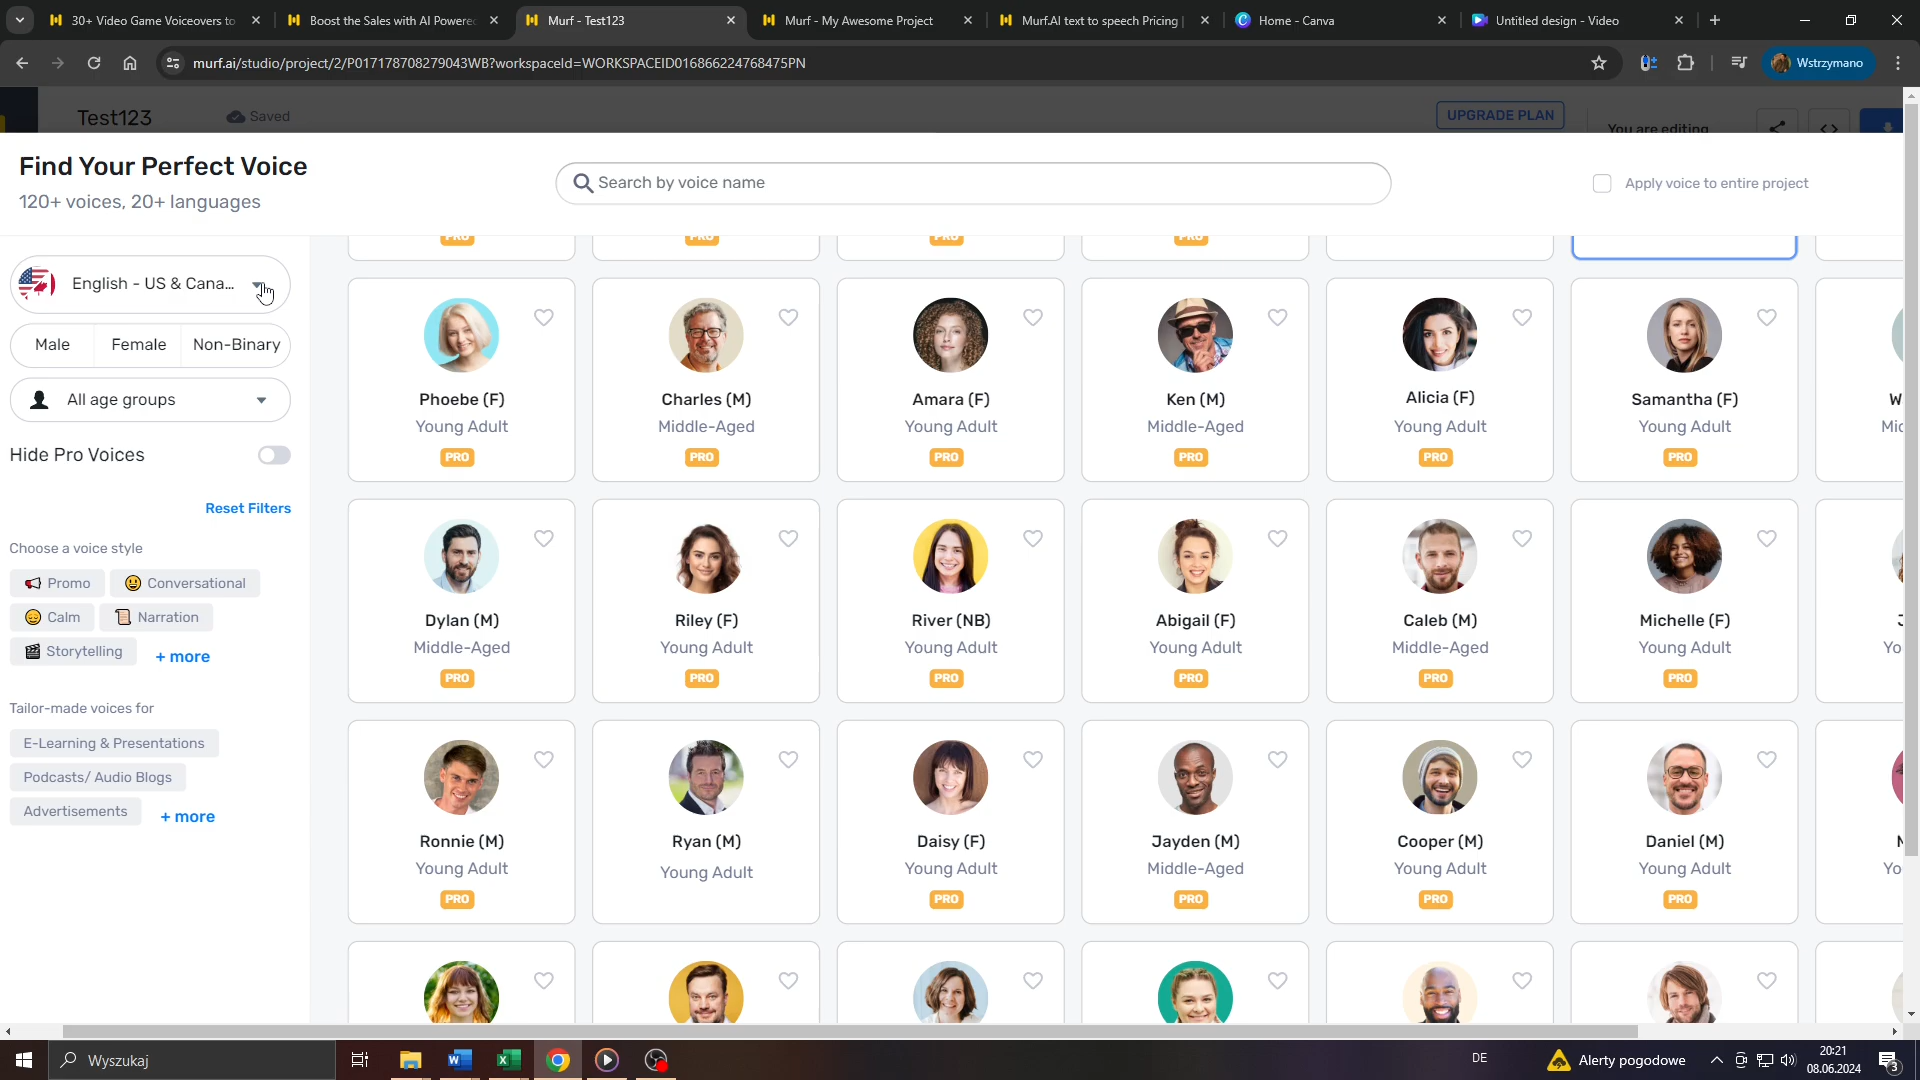 30+ Video Game Voiceovers to
Boost the Sales with AI Powere
Murf - Test123
Murf - My Awesome Project
Murf.AI text to speech Pricing |
Home - Canva
Untitled design - Video
murf.ai/studio/project/2/P017178708279043WB?workspaceId=WORKSPACEID016866224768475PN
Wstrzymano
Test123
Saved
UPGRADE PLAN
You are editing
Find Your Perfect Voice
120+ voices, 20+ languages
Search by voice name
Apply voice to entire project
PRO PRO PRO PRO
English - US & Cana...
Male Female Non-Binary
All age groups
Hide Pro Voices
Reset Filters
Choose a voice style
Promo Conversational
Calm Narration
Storytelling + more
Tailor-made voices for
E-Learning & Presentations
Podcasts/ Audio Blogs
Advertisements + more
Phoebe (F) Charles (M) Amara (F) Ken (M) Alicia (F) Samantha (F) W
Young Adult Middle-Aged Young Adult Middle-Aged Young Adult Young Adult Mic
PRO PRO PRO PRO PRO PRO
Dylan (M) Riley (F) River (NB) Abigail (F) Caleb (M) Michelle (F)
Middle-Aged Young Adult Young Adult Young Adult Middle-Aged Young Adult Yo
PRO PRO PRO PRO PRO PRO
Ronnie (M) Ryan (M) Daisy (F) Jayden (M) Cooper (M) Daniel (M)
Young Adult Young Adult Young Adult Middle-Aged Young Adult Young Adult Yo
PRO PRO PRO PRO PRO
Wyszukaj
DE
Alerty pogodowe
20:21
08.06.2024
3